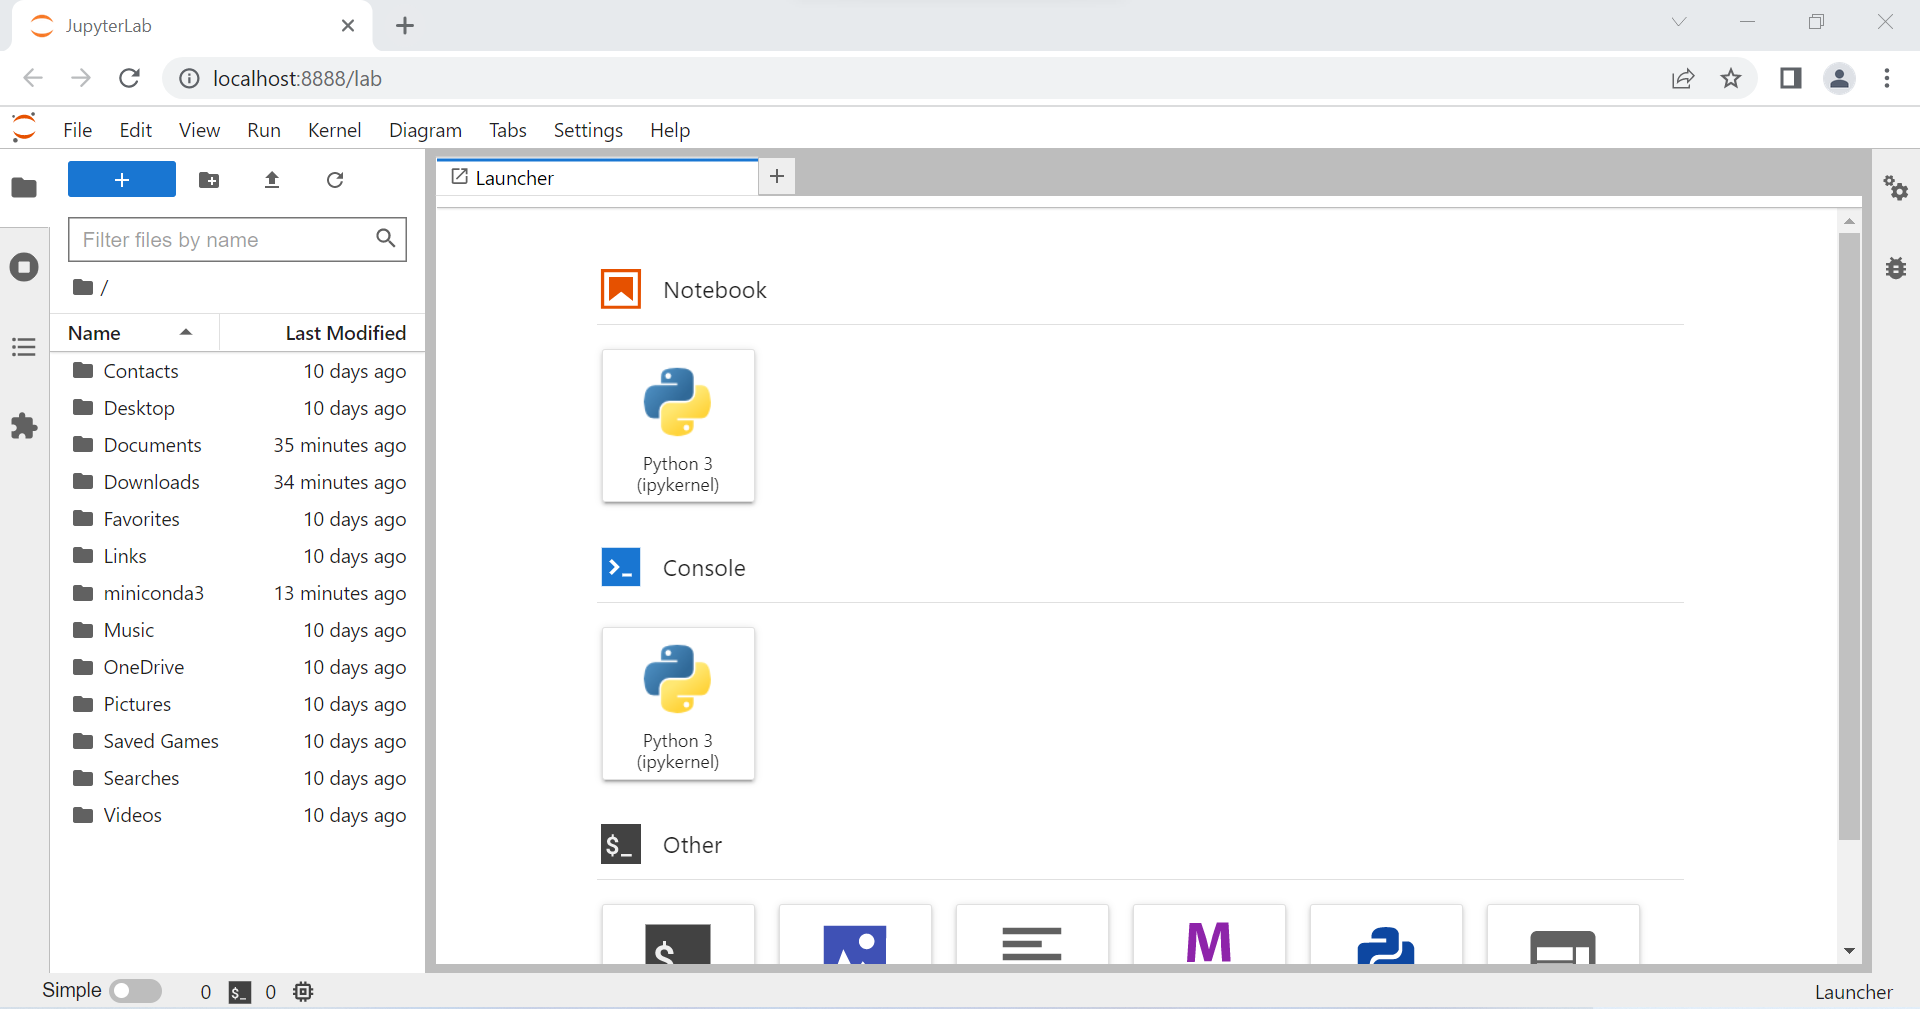 JupyterLab
localhost:8888/lab
File Edit View Run Kernel Diagram Tabs Settings Help
Launcher
Filter files by name
/
Name Last Modified
Contacts 10 days ago
Desktop 10 days ago
Documents 35 minutes ago
Downloads 34 minutes ago
Favorites 10 days ago
Links 10 days ago
miniconda3 13 minutes ago
Music 10 days ago
OneDrive 10 days ago
Pictures 10 days ago
Saved Games 10 days ago
Searches 10 days ago
Videos 10 days ago
Notebook
Python 3
(ipykernel)
Console
Python 3
(ipykernel)
$_ Other
$ M
Simple 0 $_ 0 Launcher